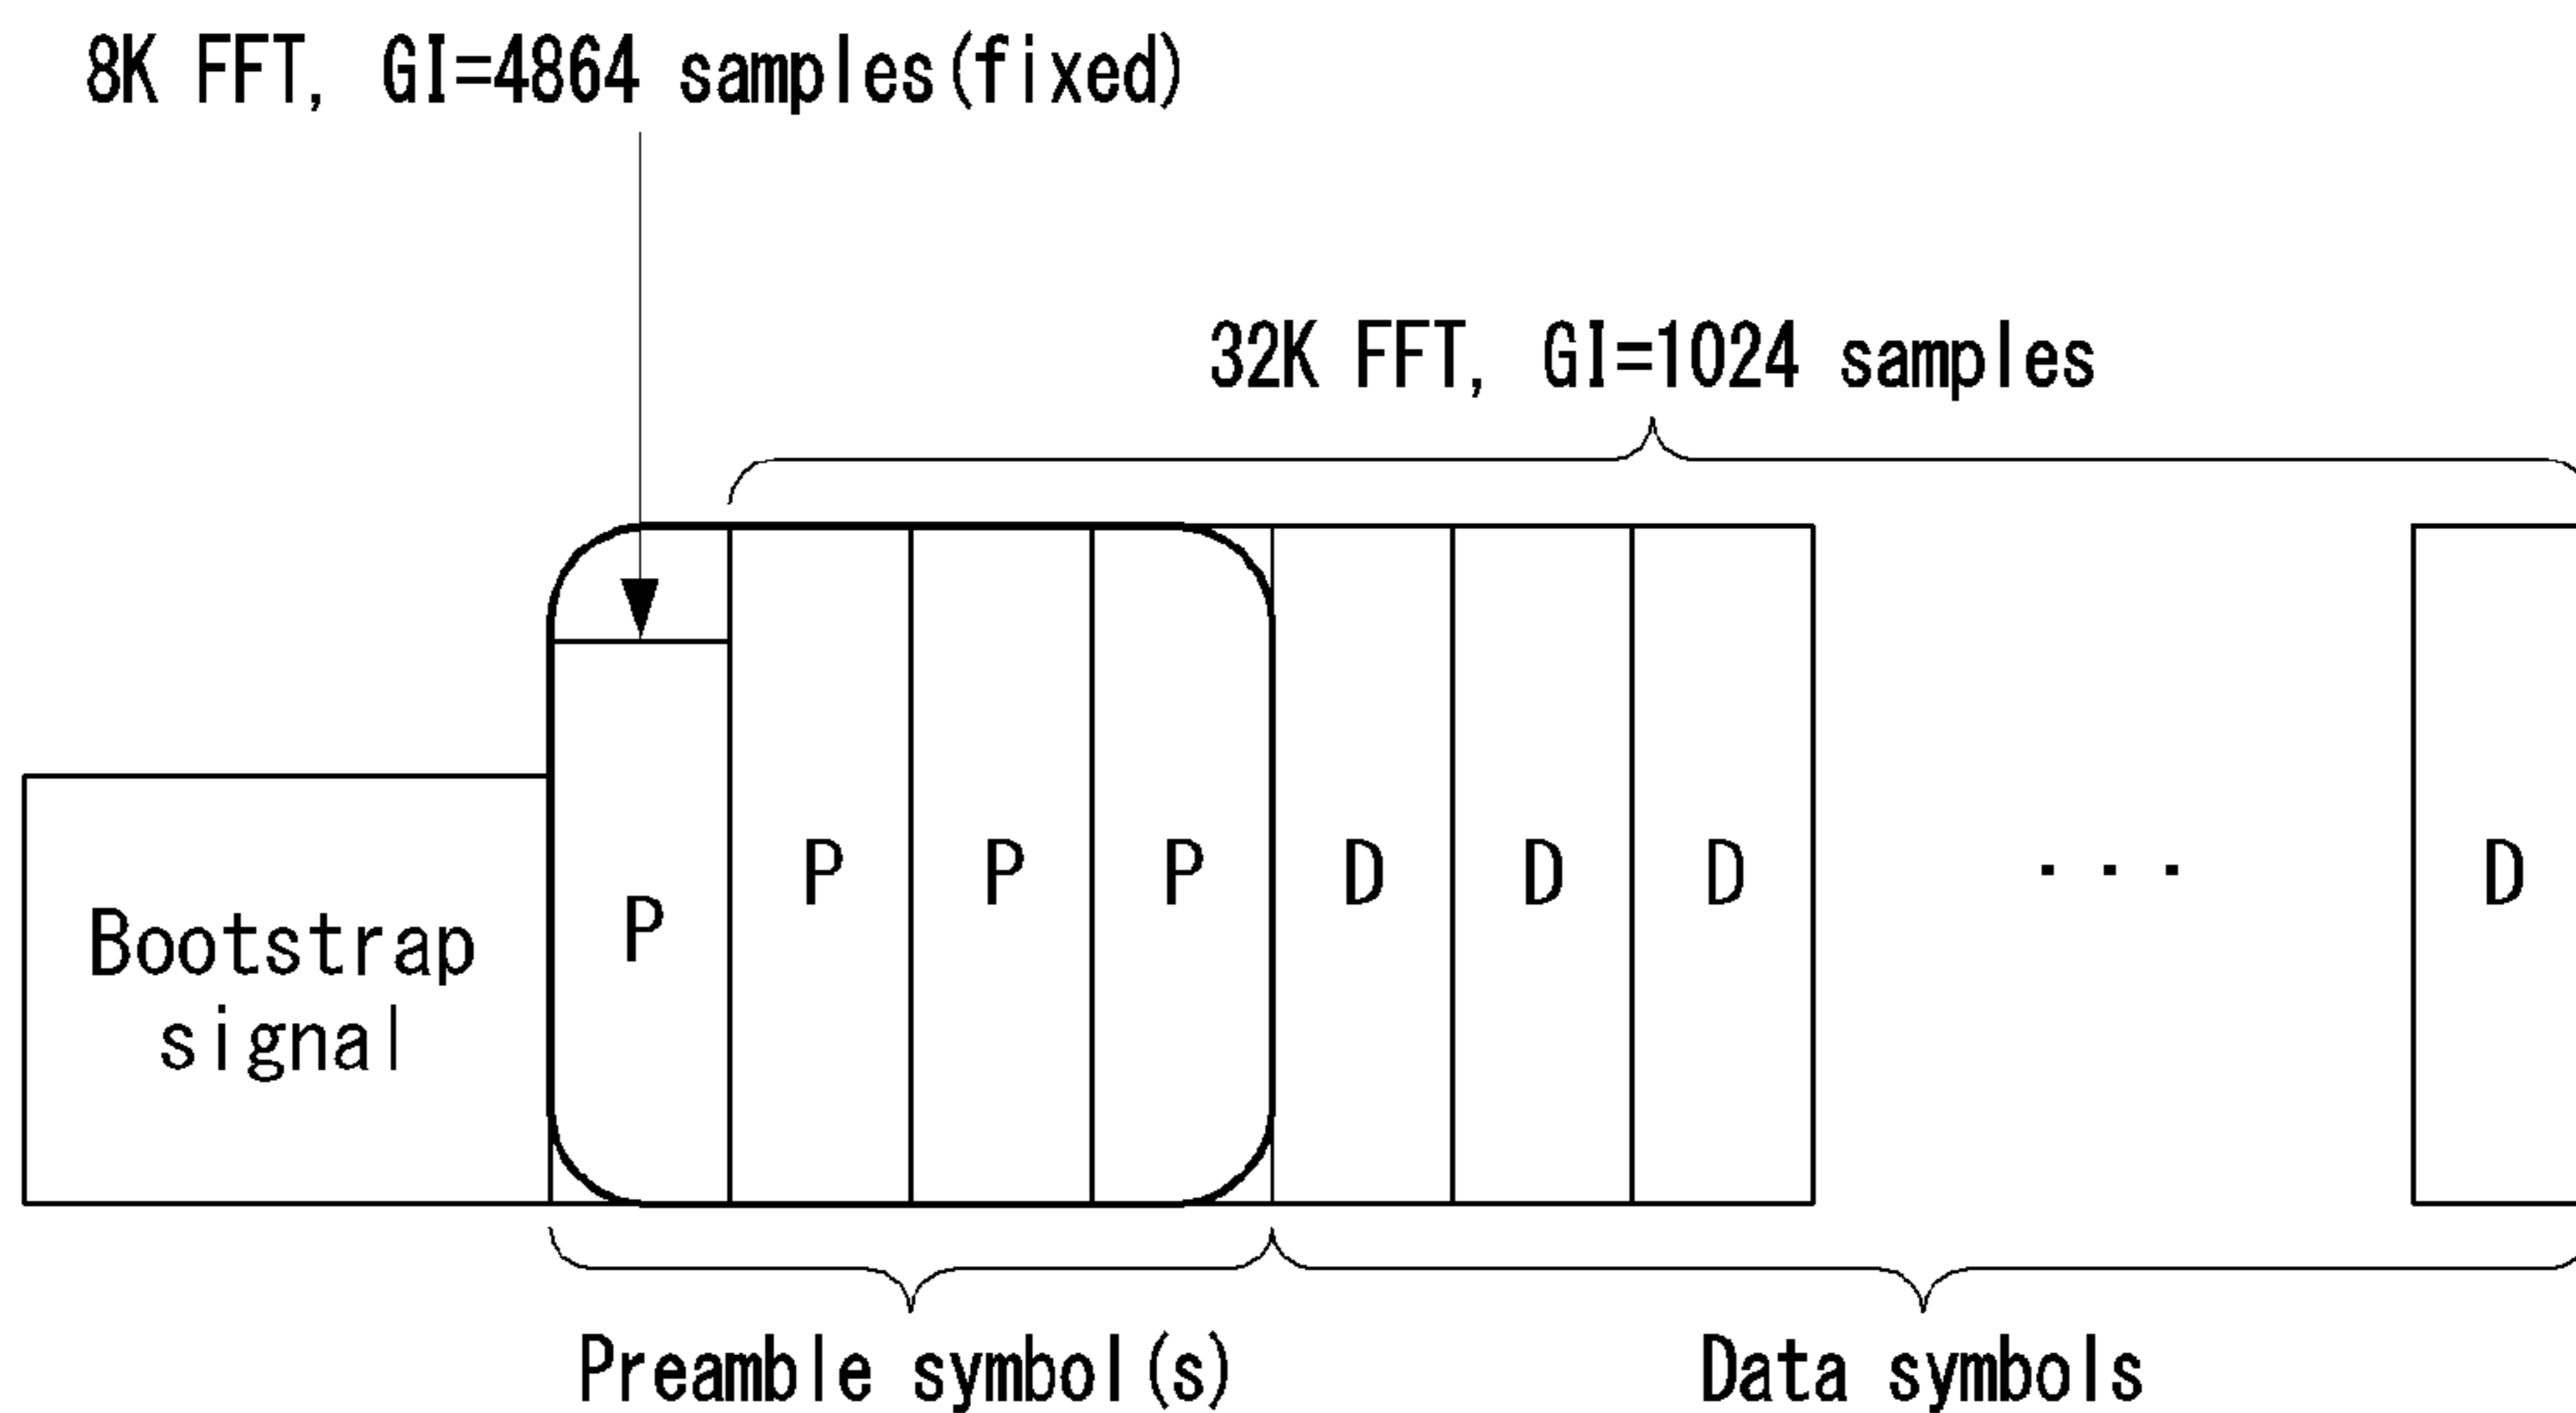 8K FFT, GI=4864 samples(fixed)
32K FFT, GI=1024 samples
P P P P D D D ... D
Bootstrap
signal
Preamble symbol(s)
Data symbols